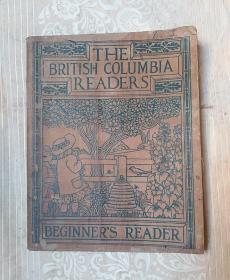 THE
BRITISH COLUMBIA
READERS
BEGINNER'S READER